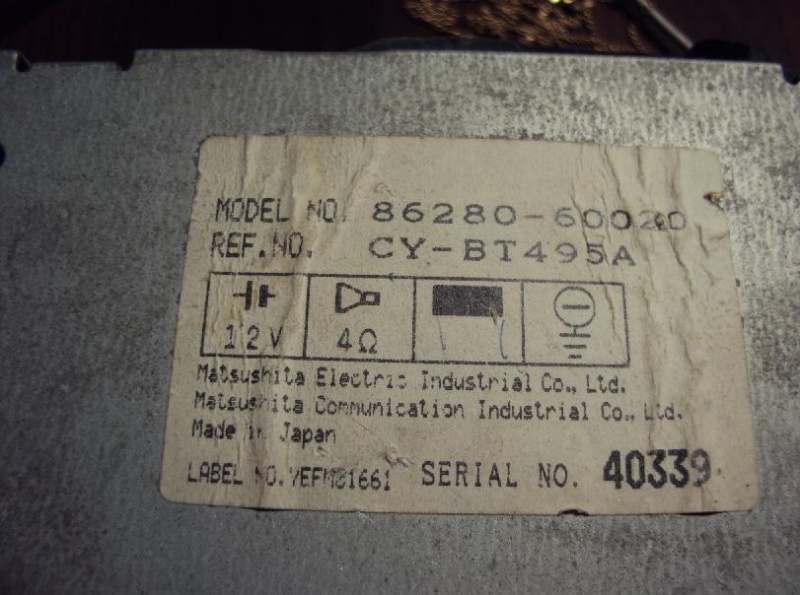 MODEL NO. 86280-60020
REF.NO. CY-BT495A
12V 4Ω
Matsushita Electric Industrial Co., Ltd.
Matsushita Communication Industrial Co., Ltd.
Made in Japan
LABEL NO. YEFM81661 SERIAL NO. 40339